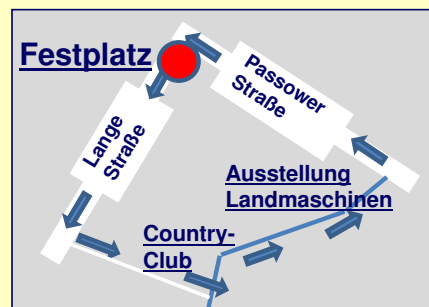 Festplatz
Passower
Straße
Lange
Straße
Ausstellung
Landmaschinen
Country-
Club